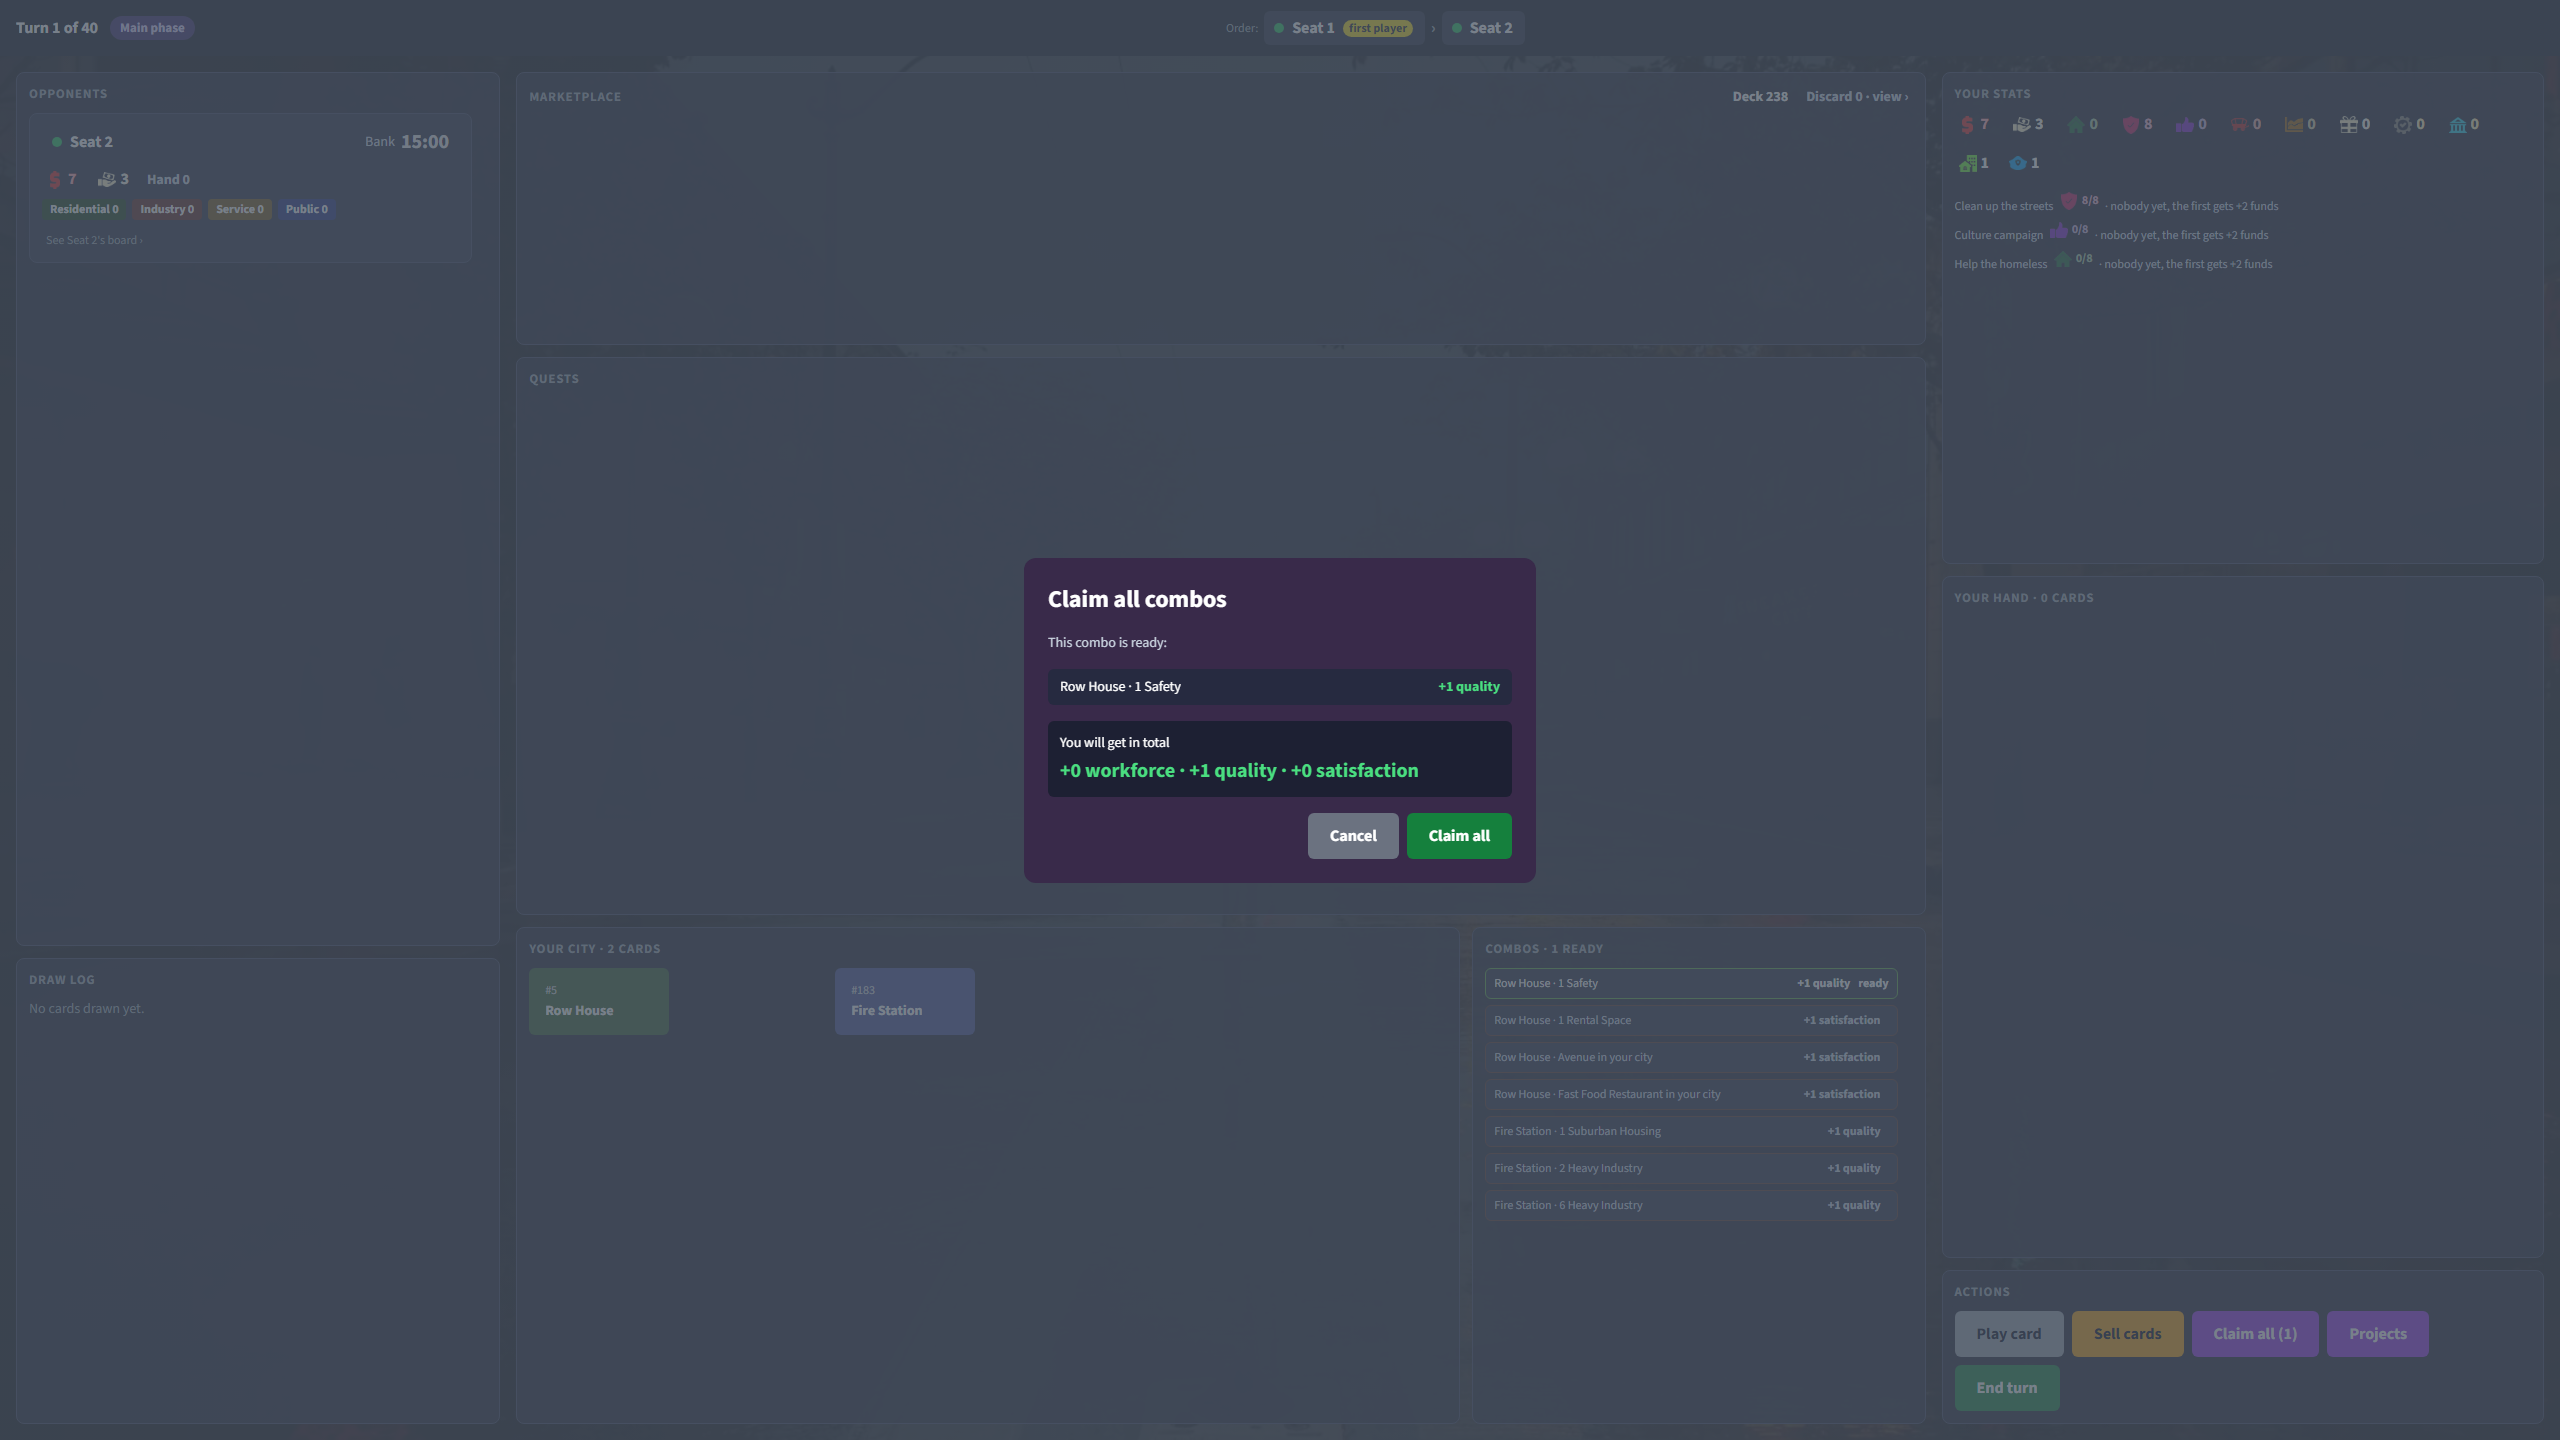 Turn 1 of 40 Main phase
Order: Seat 1 first player › Seat 2
OPPONENTS
Seat 2 Bank 15:00
7 3 Hand 0
Residential 0 Industry 0 Service 0 Public 0
See Seat 2's board ›
DRAW LOG
No cards drawn yet.
MARKETPLACE Deck 238 Discard 0 · view ›
QUESTS
Claim all combos
This combo is ready:
Row House · 1 Safety +1 quality
You will get in total
+0 workforce · +1 quality · +0 satisfaction
Cancel Claim all
YOUR CITY · 2 CARDS
#5
Row House
#183
Fire Station
COMBOS · 1 READY
Row House · 1 Safety +1 quality ready
Row House · 1 Rental Space +1 satisfaction
Row House · Avenue in your city +1 satisfaction
Row House · Fast Food Restaurant in your city +1 satisfaction
Fire Station · 1 Suburban Housing +1 quality
Fire Station · 2 Heavy Industry +1 quality
Fire Station · 6 Heavy Industry +1 quality
YOUR STATS
7 3 0 8 0 0 0 0 0 0
1 1
Clean up the streets 8/8 · nobody yet, the first gets +2 funds
Culture campaign 0/8 · nobody yet, the first gets +2 funds
Help the homeless 0/8 · nobody yet, the first gets +2 funds
YOUR HAND · 0 CARDS
ACTIONS
Play card Sell cards Claim all (1) Projects
End turn